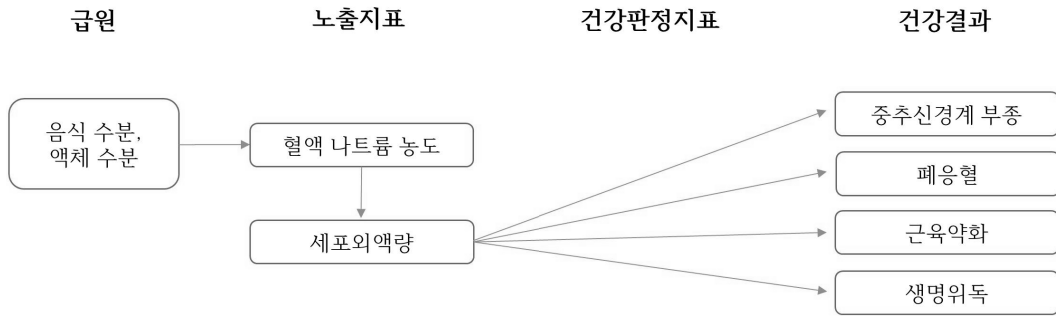 급원 노출지표 건강판정지표 건강결과
음식 수분,
액체 수분
혈액 나트륨 농도
세포외액량
중추신경계 부종
폐응혈
근육약화
생명위독